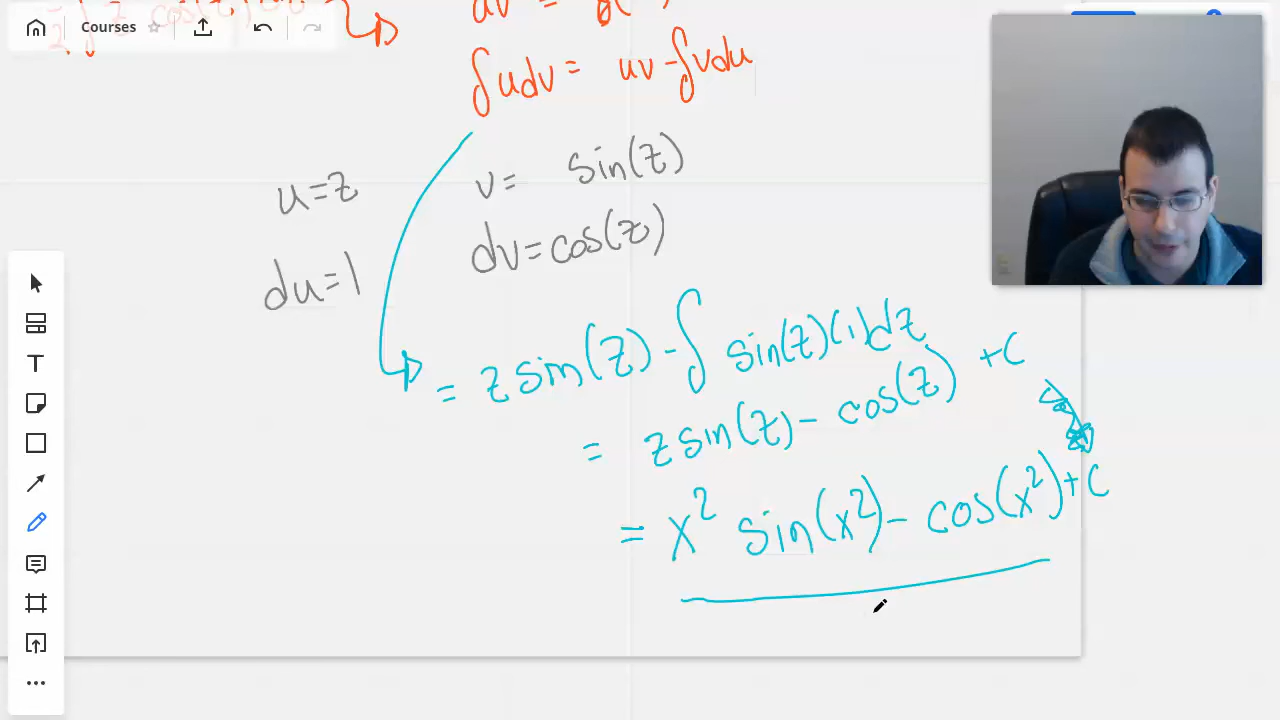 Courses
∫udv = uv - ∫vdu
u=z v= sin(z)
du=1 dv=cos(z)
= z sin(z) - ∫ sin(z)(1)dz
= z sin(z) - cos(z) +C
= x² sin(x²) - cos(x²)+C
T